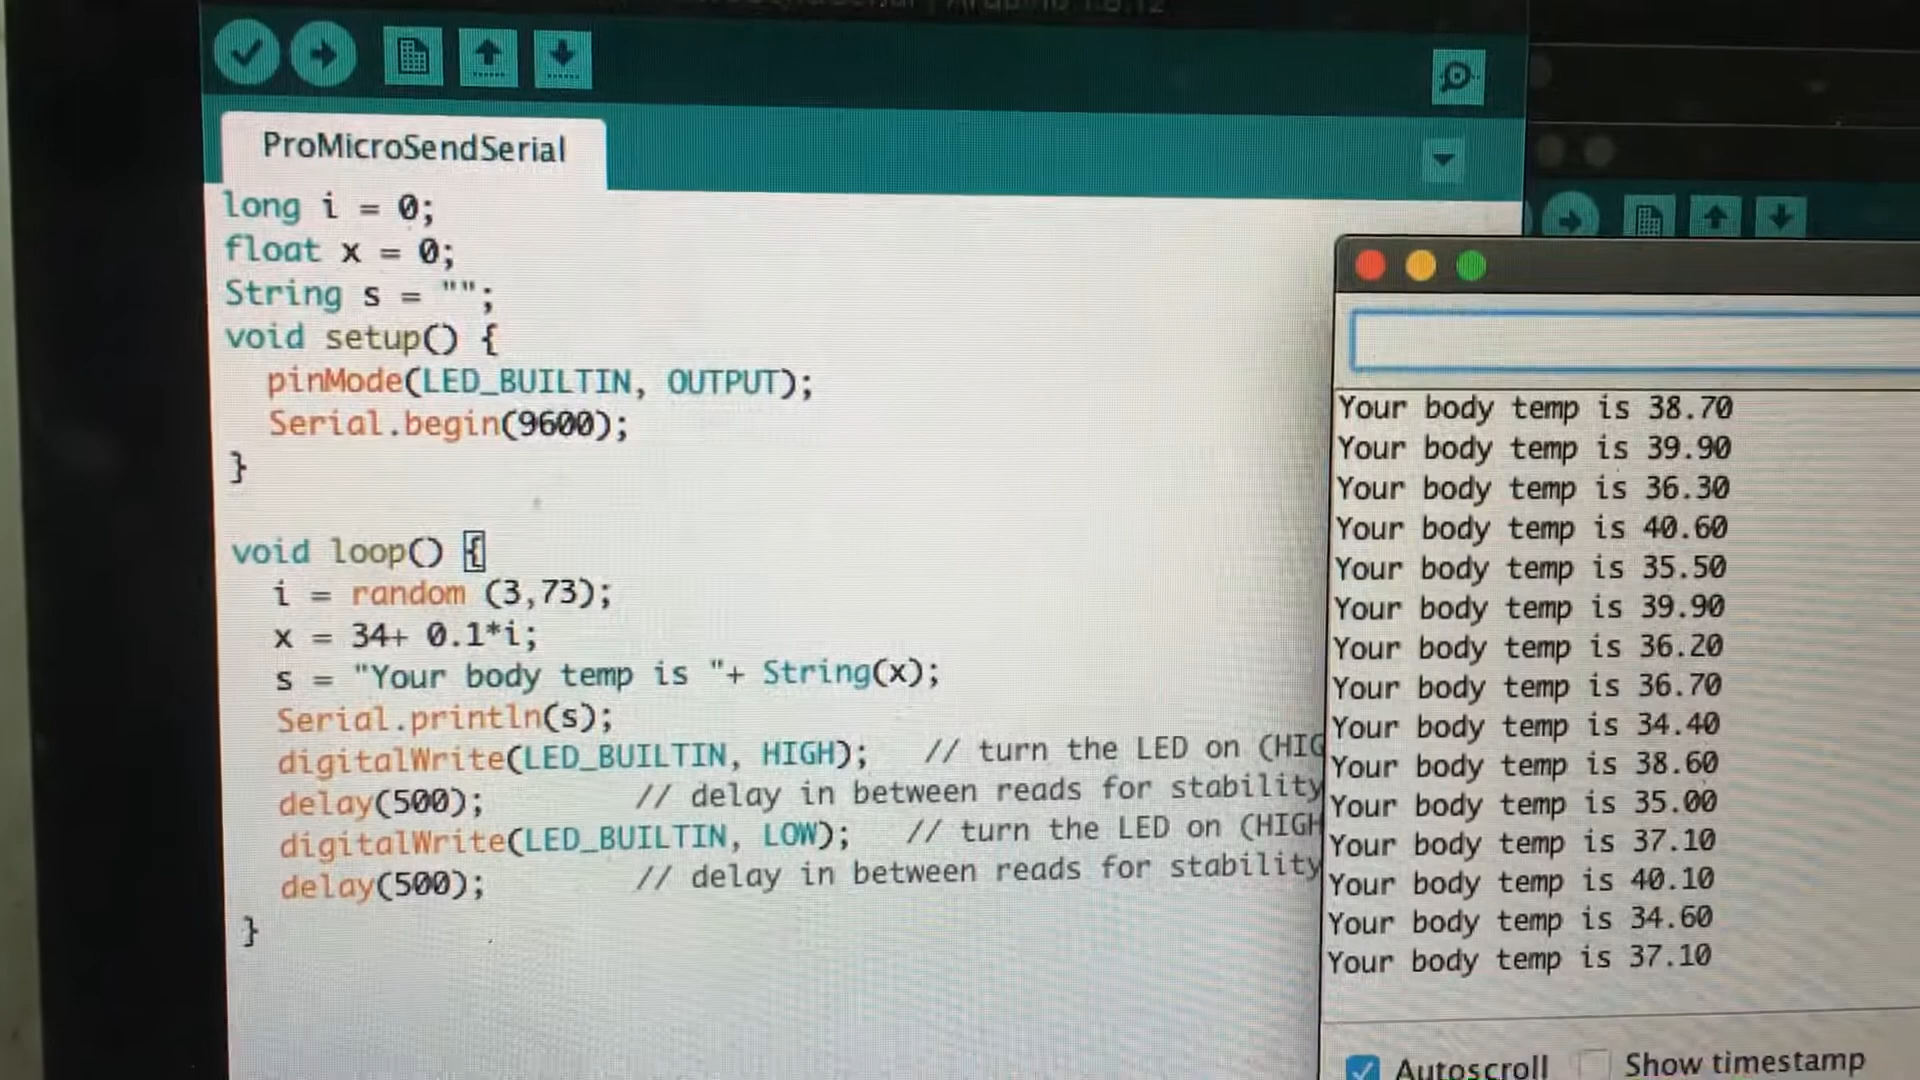 ProMicroSendSerial
long i = 0;
float x = 0;
String s = "";
void setup() {
pinMode(LED_BUILTIN, OUTPUT);
Serial.begin(9600);
}
void loop() {
i = random (3,73);
x = 34+ 0.1*i;
s = "Your body temp is "+ String(x);
Serial.println(s);
digitalWrite(LED_BUILTIN, HIGH); // turn the LED on (HIG
delay(500); // delay in between reads for stability
digitalWrite(LED_BUILTIN, LOW); // turn the LED on (HIGH
delay(500); // delay in between reads for stability
}
Your body temp is 38.70
Your body temp is 39.90
Your body temp is 36.30
Your body temp is 40.60
Your body temp is 35.50
Your body temp is 39.90
Your body temp is 36.20
Your body temp is 36.70
Your body temp is 34.40
Your body temp is 38.60
Your body temp is 35.00
Your body temp is 37.10
Your body temp is 40.10
Your body temp is 34.60
Your body temp is 37.10
Autoscroll Show timestamp